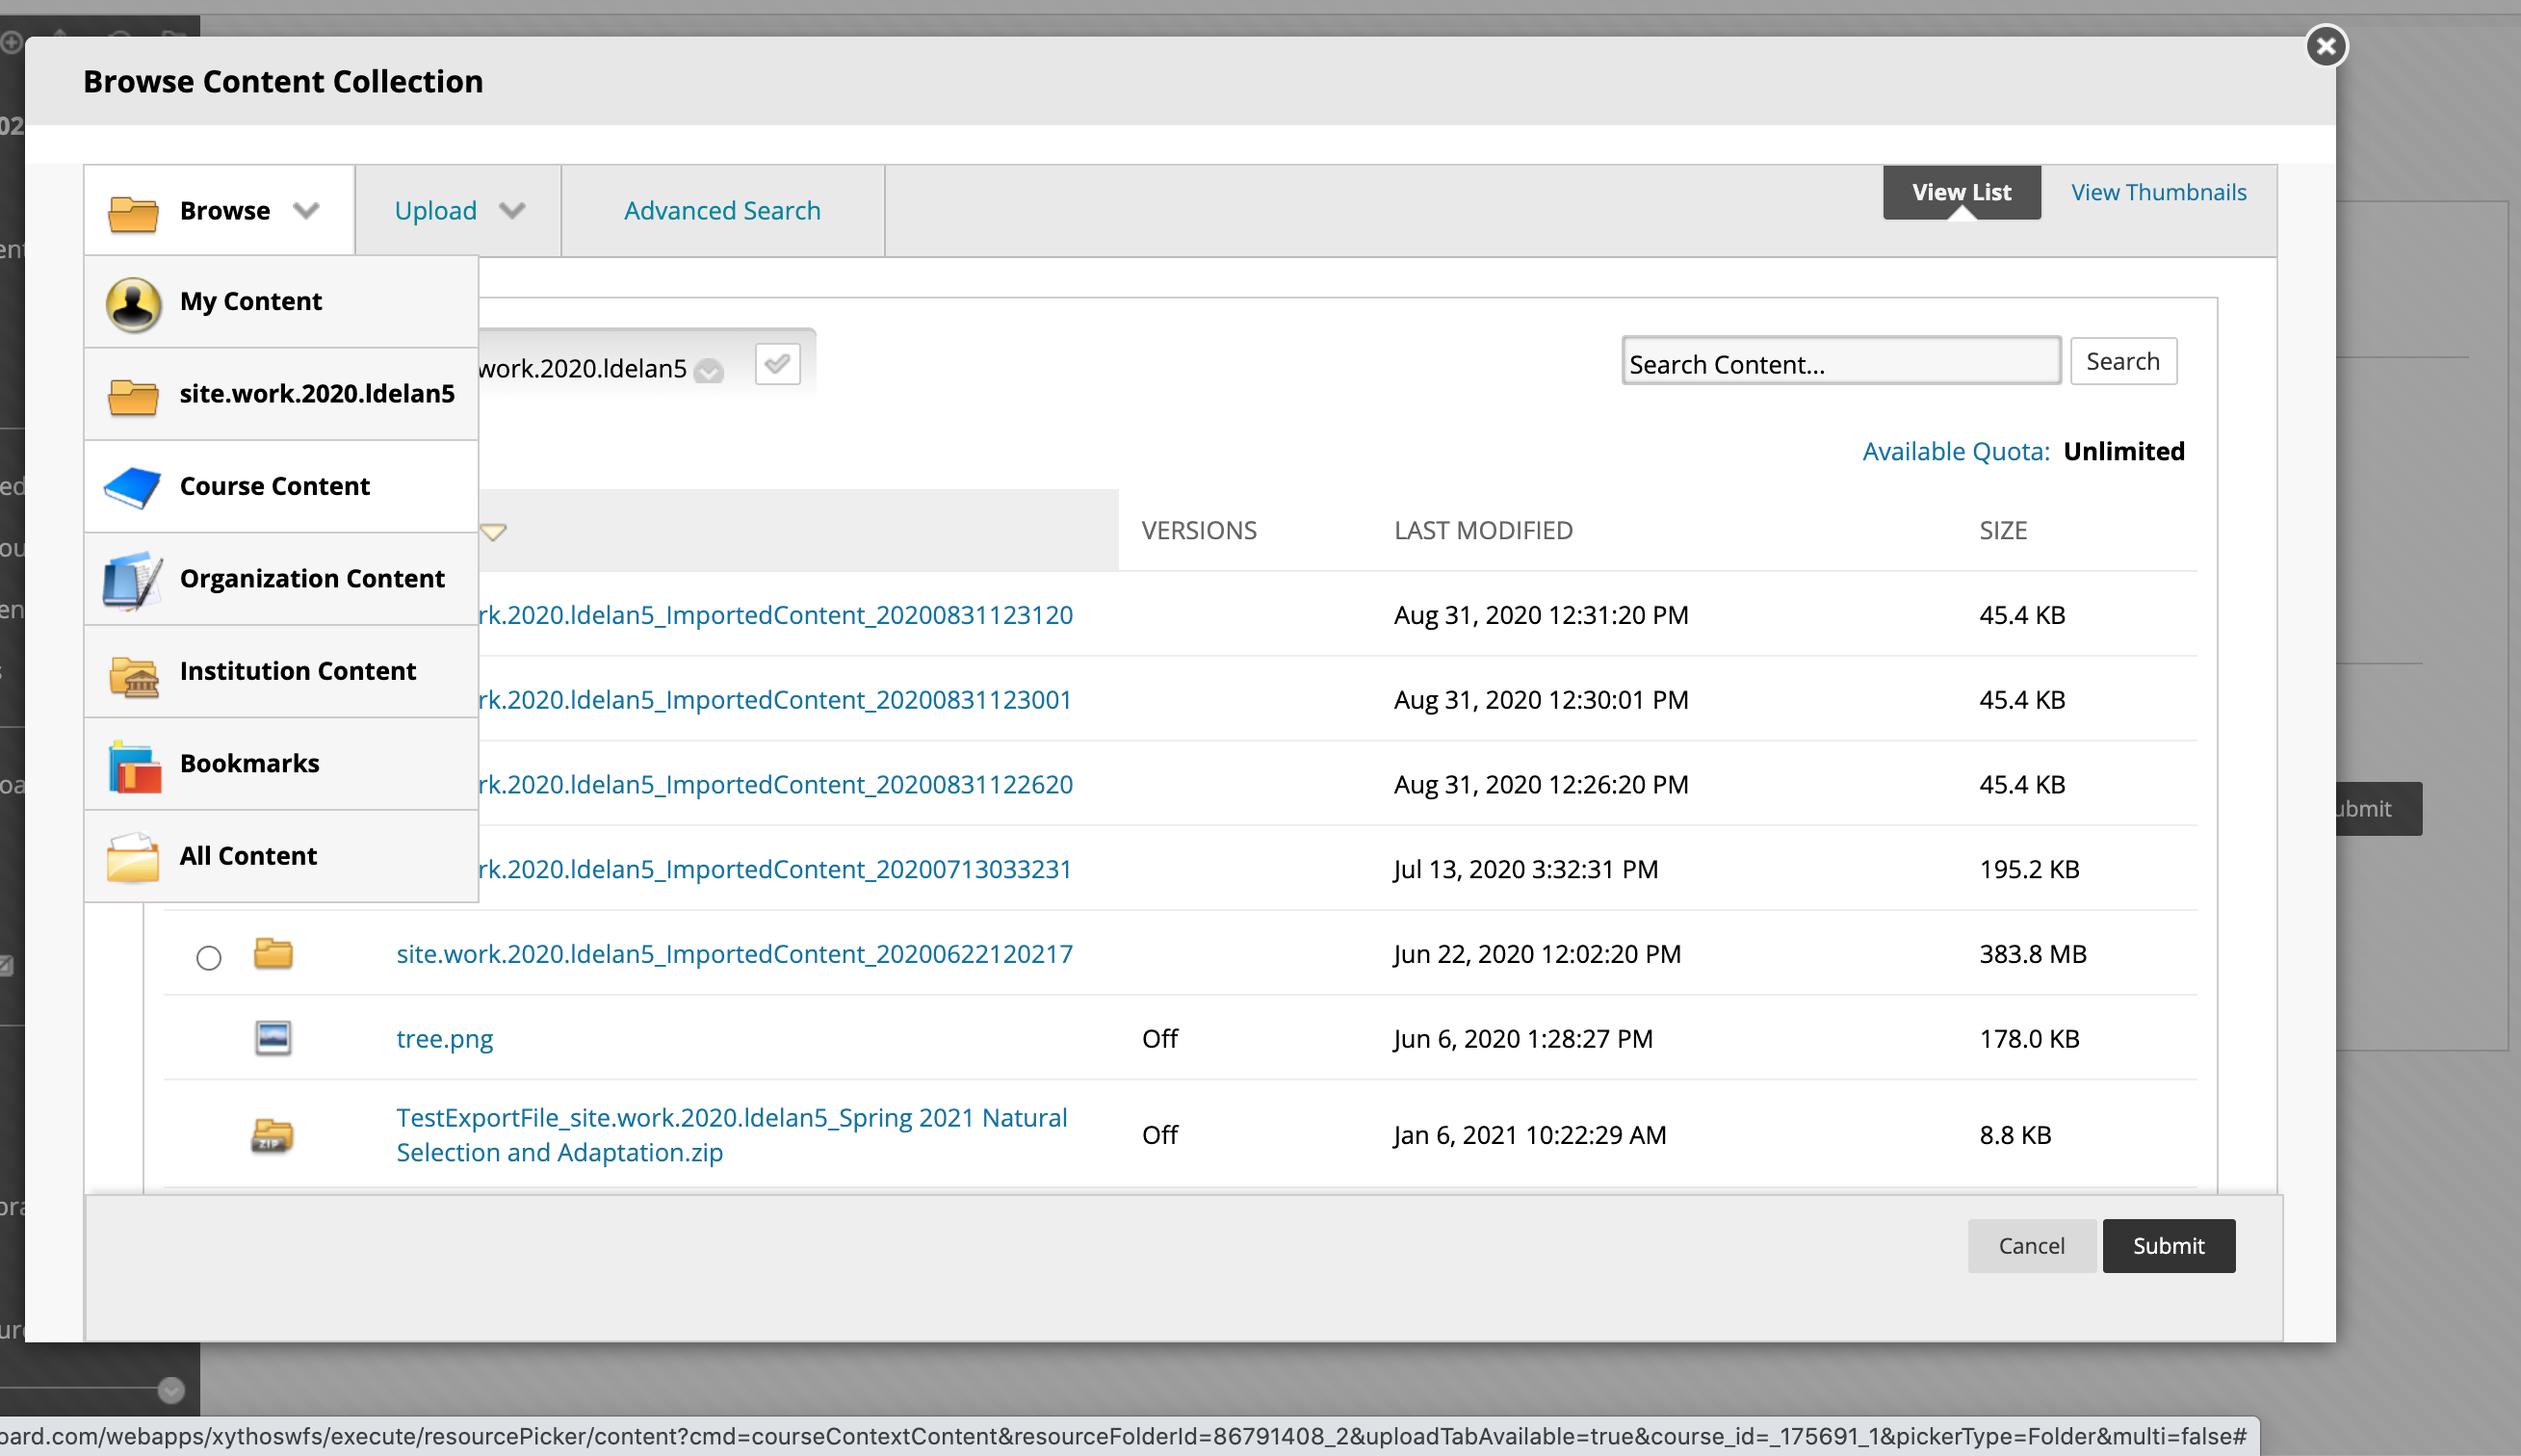 Browse Content Collection
Browse
Upload
Advanced Search
View List
View Thumbnails
My Content
site.work.2020.ldelan5
Course Content
Organization Content
Institution Content
Bookmarks
All Content
work.2020.ldelan5
Search Content...
Search
Available Quota: Unlimited
VERSIONS LAST MODIFIED SIZE
rk.2020.ldelan5_ImportedContent_20200831123120 Aug 31, 2020 12:31:20 PM 45.4 KB
rk.2020.ldelan5_ImportedContent_20200831123001 Aug 31, 2020 12:30:01 PM 45.4 KB
rk.2020.ldelan5_ImportedContent_20200831122620 Aug 31, 2020 12:26:20 PM 45.4 KB
rk.2020.ldelan5_ImportedContent_20200713033231 Jul 13, 2020 3:32:31 PM 195.2 KB
site.work.2020.ldelan5_ImportedContent_20200622120217 Jun 22, 2020 12:02:20 PM 383.8 MB
tree.png Off Jun 6, 2020 1:28:27 PM 178.0 KB
ZIP
TestExportFile_site.work.2020.ldelan5_Spring 2021 Natural
Selection and Adaptation.zip Off Jan 6, 2021 10:22:29 AM 8.8 KB
Cancel
Submit
ubmit
oard.com/webapps/xythoswfs/execute/resourcePicker/content?cmd=courseContextContent&resourceFolderId=86791408_2&uploadTabAvailable=true&course_id=_175691_1&pickerType=Folder&multi=false#